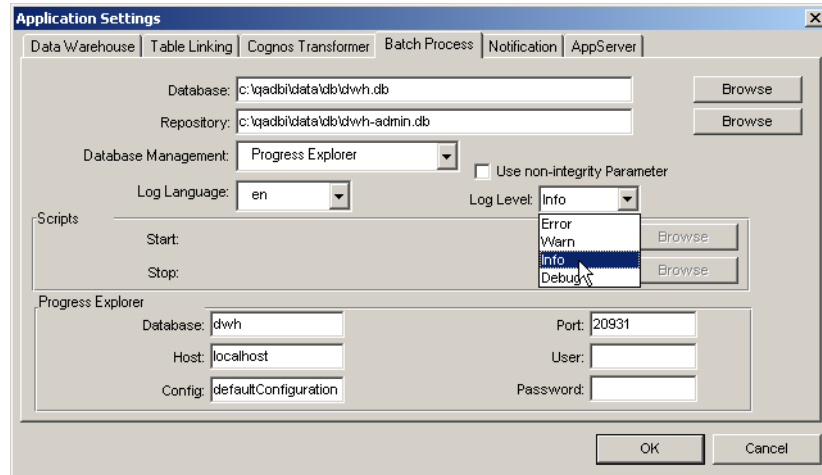 Application Settings
Data Warehouse Table Linking Cognos Transformer Batch Process Notification AppServer
Database: c:\qadbi\data\db\dwh.db Browse
Repository: c:\qadbi\data\db\dwh-admin.db Browse
Database Management: Progress Explorer
Use non-integrity Parameter
Log Language: en Log Level: Info
Error
Warn
Info
Debug
Scripts
Start: Browse
Stop: Browse
Progress Explorer
Database: dwh Port: 20931
Host: localhost User:
Config: defaultConfiguration Password:
OK Cancel